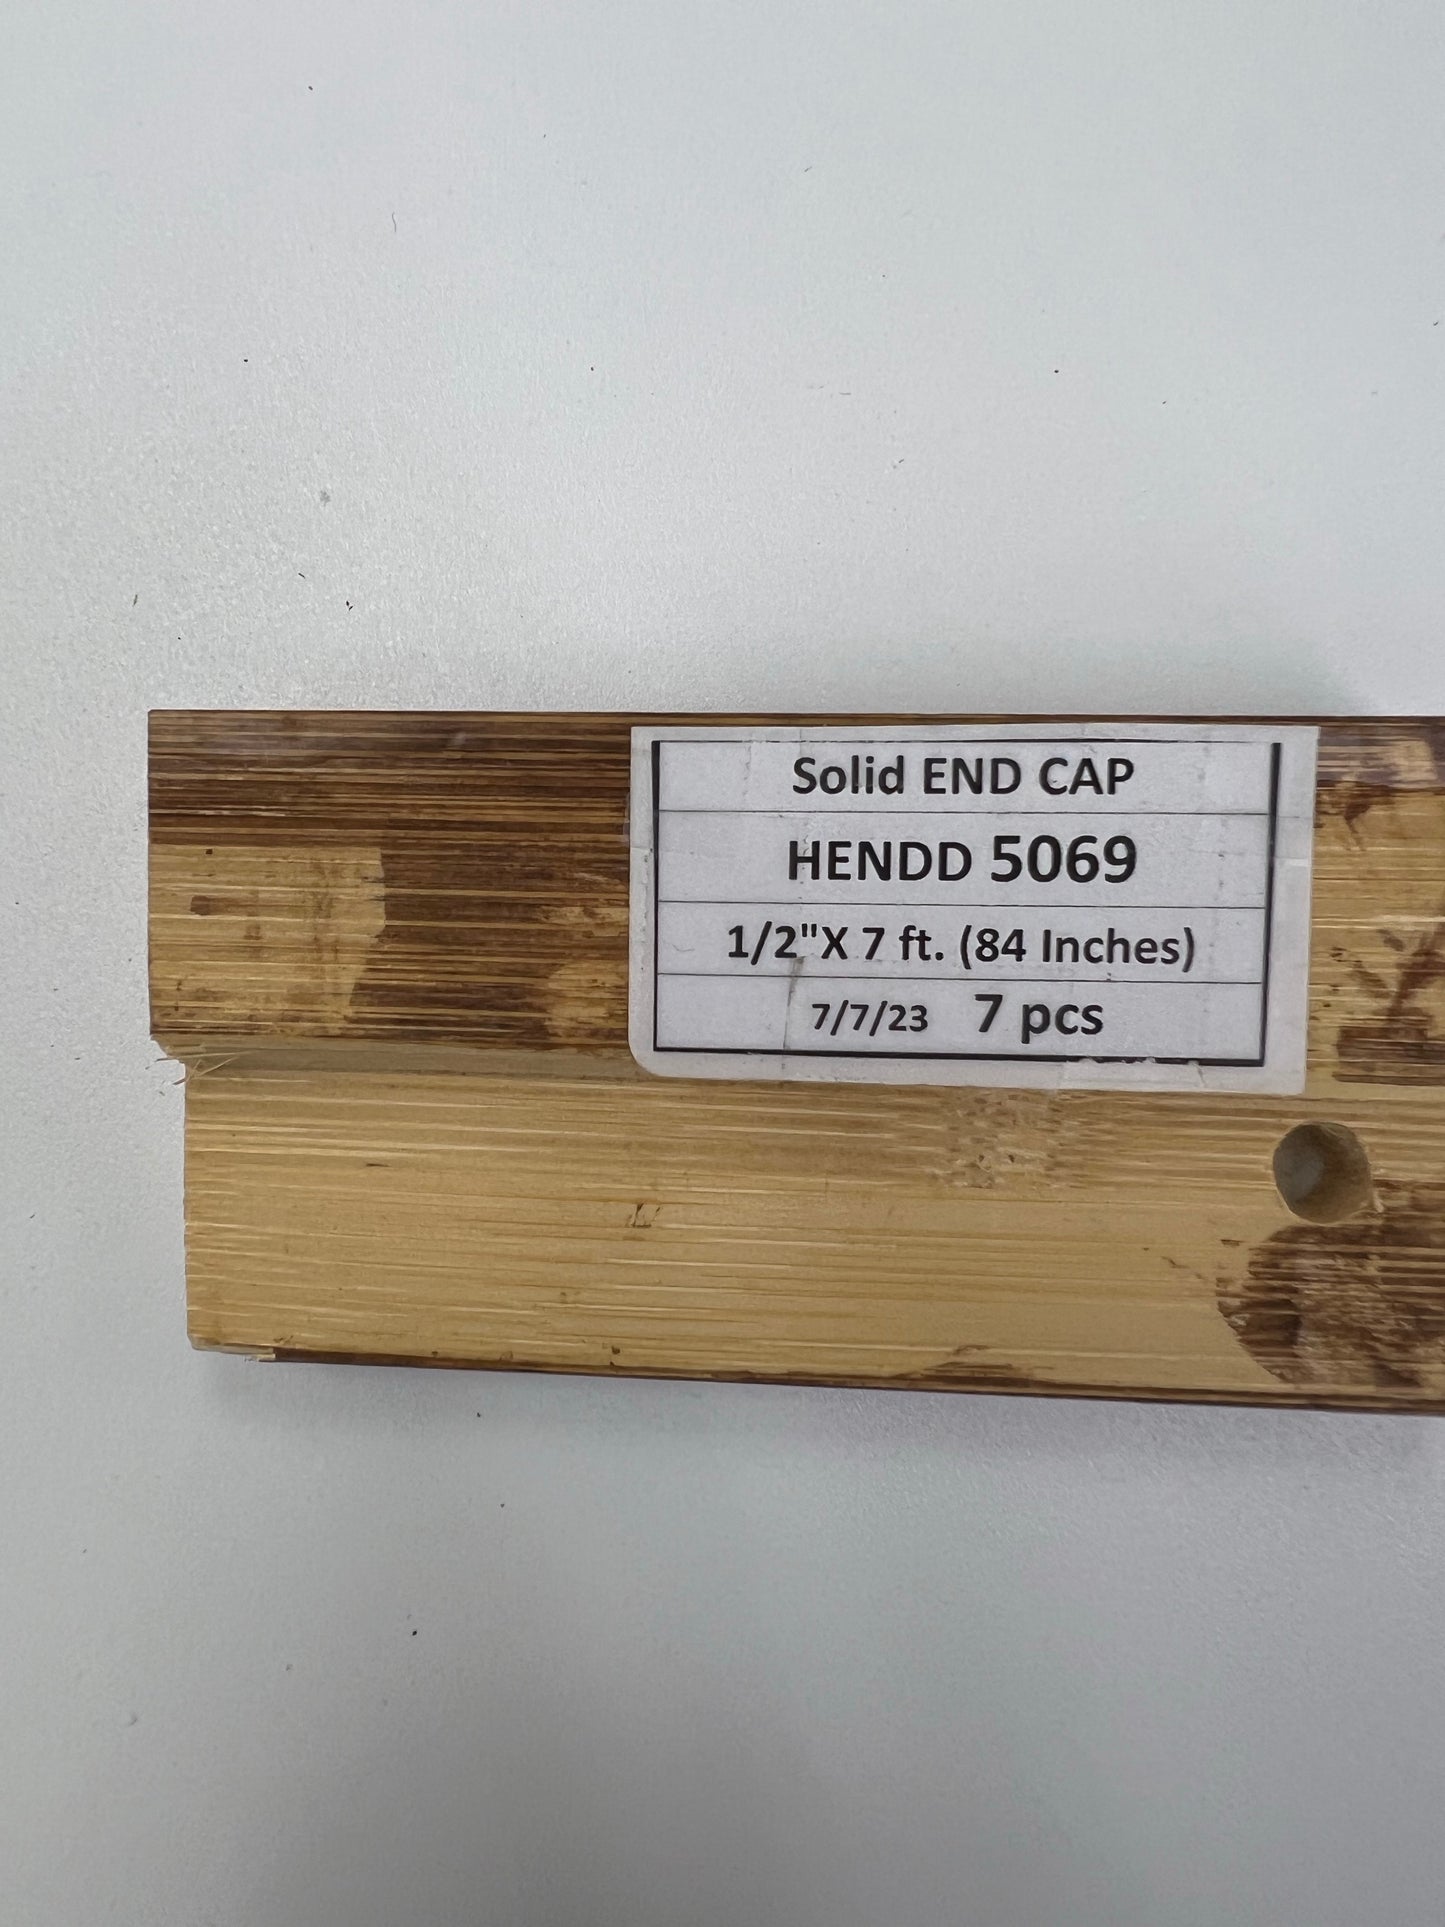 Solid END CAP
HENDD 5069
1/2"X 7 ft. (84 Inches)
7/7/23 7 pcs